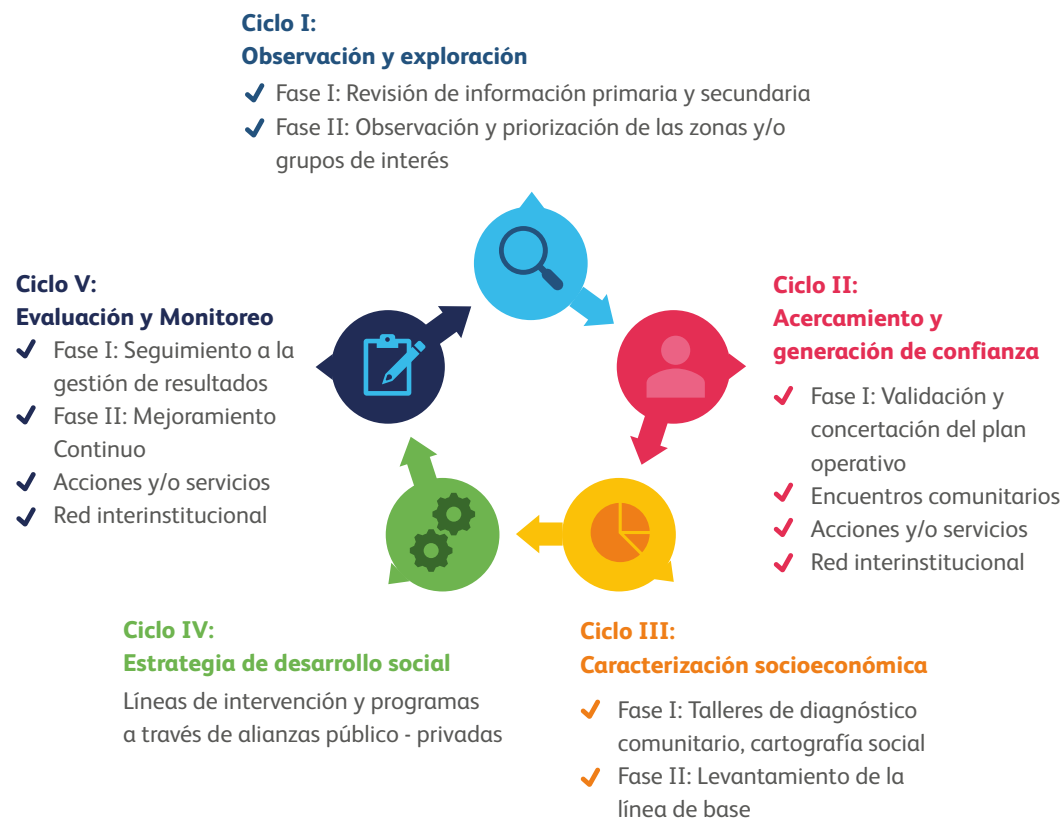 Ciclo I:
Observación y exploración
Fase I: Revisión de información primaria y secundaria
Fase II: Observación y priorización de las zonas y/o
grupos de interés
Ciclo II:
Acercamiento y
generación de confianza
Fase I: Validación y
concertación del plan
operativo
Encuentros comunitarios
Acciones y/o servicios
Red interinstitucional
Ciclo III:
Caracterización socioeconómica
Fase I: Talleres de diagnóstico
comunitario, cartografía social
Fase II: Levantamiento de la
línea de base
Ciclo IV:
Estrategia de desarrollo social
Líneas de intervención y programas
a través de alianzas público - privadas
Ciclo V:
Evaluación y Monitoreo
Fase I: Seguimiento a la
gestión de resultados
Fase II: Mejoramiento
Continuo
Acciones y/o servicios
Red interinstitucional